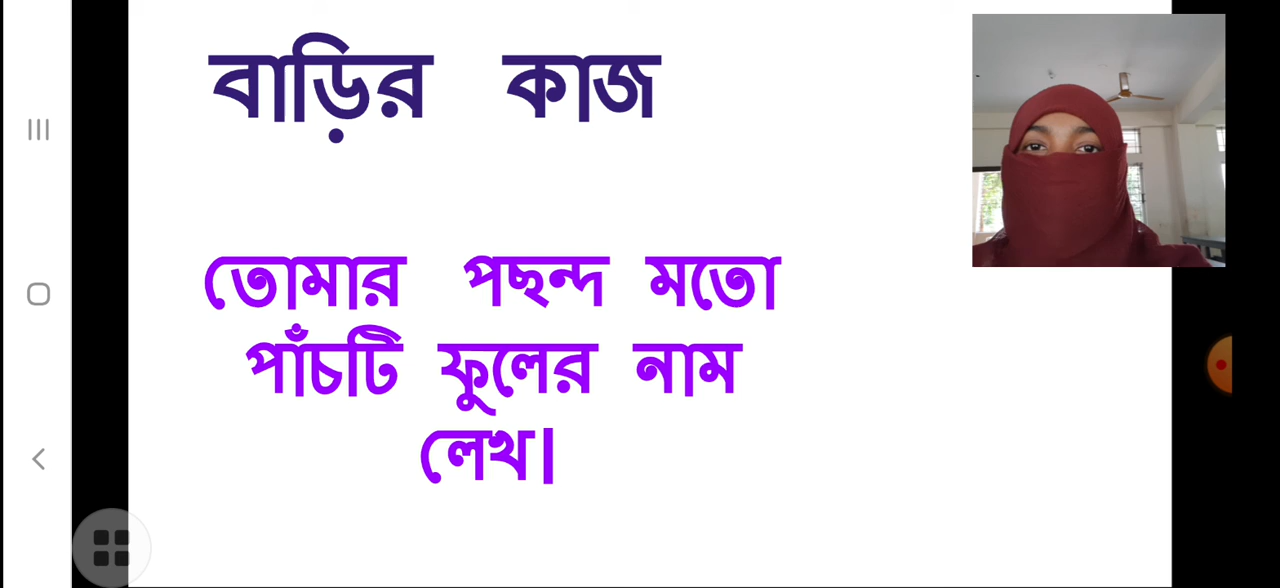 বাড়ির কাজ
তোমার পছন্দ মতো
পাঁচটি ফুলের নাম
লেখ।